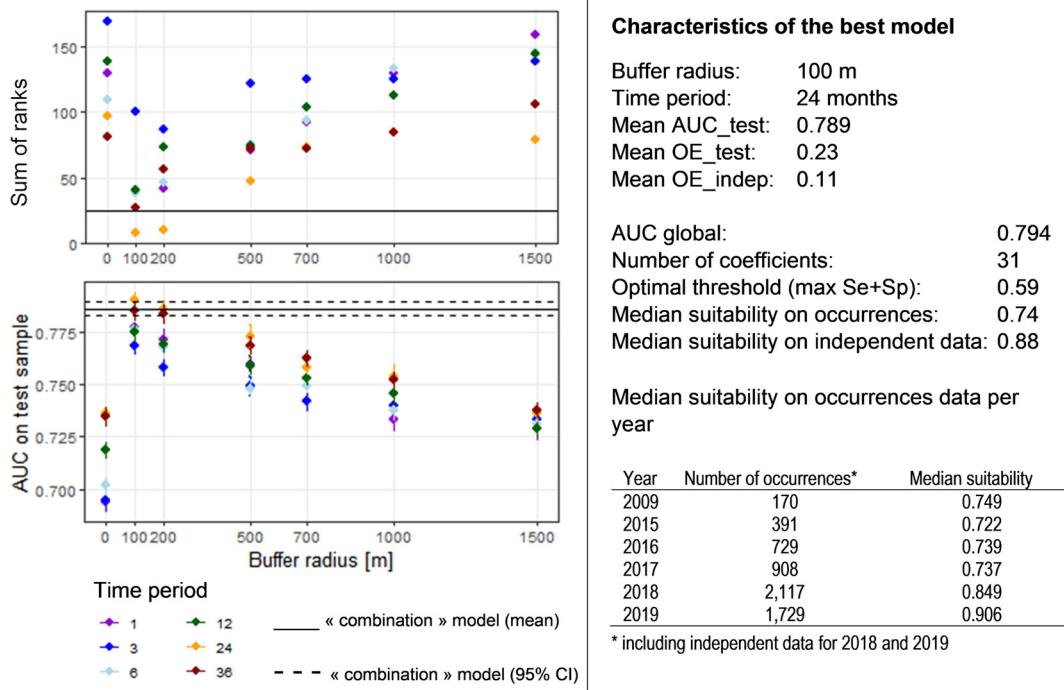 Sum of ranks
150
100
50
0
0 100 200 500 700 1000 1500
AUC on test sample
0.775
0.750
0.725
0.700
0 100 200 500 700 1000 1500
Buffer radius [m]
Time period
1 12
3 24
6 36
« combination » model (mean)
« combination » model (95% CI)
Characteristics of the best model
Buffer radius: 100 m
Time period: 24 months
Mean AUC_test: 0.789
Mean OE_test: 0.23
Mean OE_indep: 0.11
AUC global: 0.794
Number of coefficients: 31
Optimal threshold (max Se+Sp): 0.59
Median suitability on occurrences: 0.74
Median suitability on independent data: 0.88
Median suitability on occurrences data per
year
Year Number of occurrences* Median suitability
2009 170 0.749
2015 391 0.722
2016 729 0.739
2017 908 0.737
2018 2,117 0.849
2019 1,729 0.906
* including independent data for 2018 and 2019